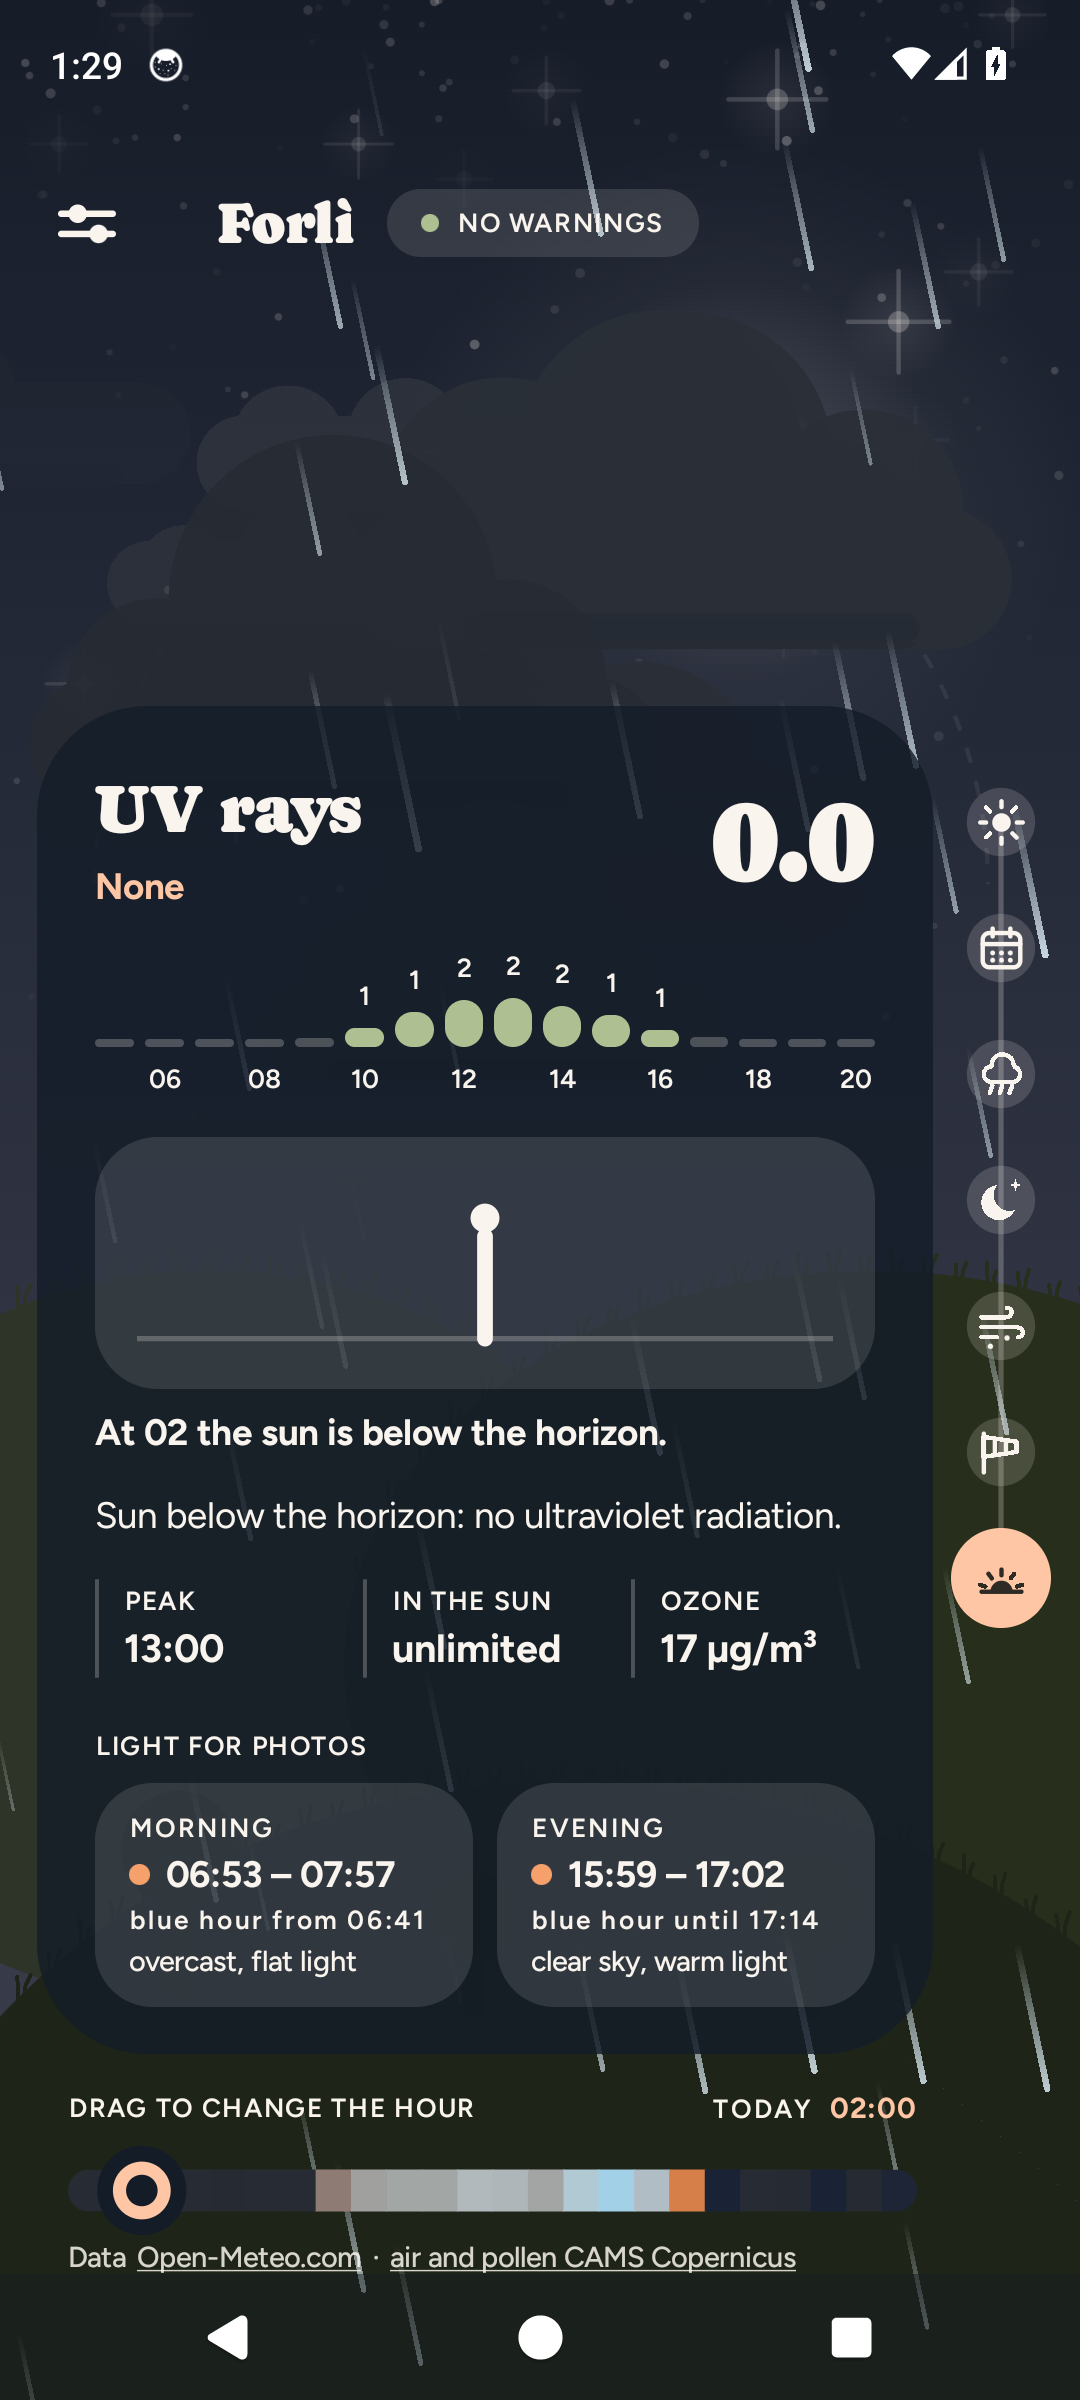 1:29
Forlì
NO WARNINGS
UV rays
0.0
None
1 1 2 2 2 1 1
06 08 10 12 14 16 18 20
At 02 the sun is below the horizon.
Sun below the horizon: no ultraviolet radiation.
PEAK IN THE SUN OZONE
13:00 unlimited 17 µg/m³
LIGHT FOR PHOTOS
MORNING
06:53 – 07:57
blue hour from 06:41
overcast, flat light
EVENING
15:59 – 17:02
blue hour until 17:14
clear sky, warm light
DRAG TO CHANGE THE HOUR TODAY 02:00
Data Open-Meteo.com · air and pollen CAMS Copernicus